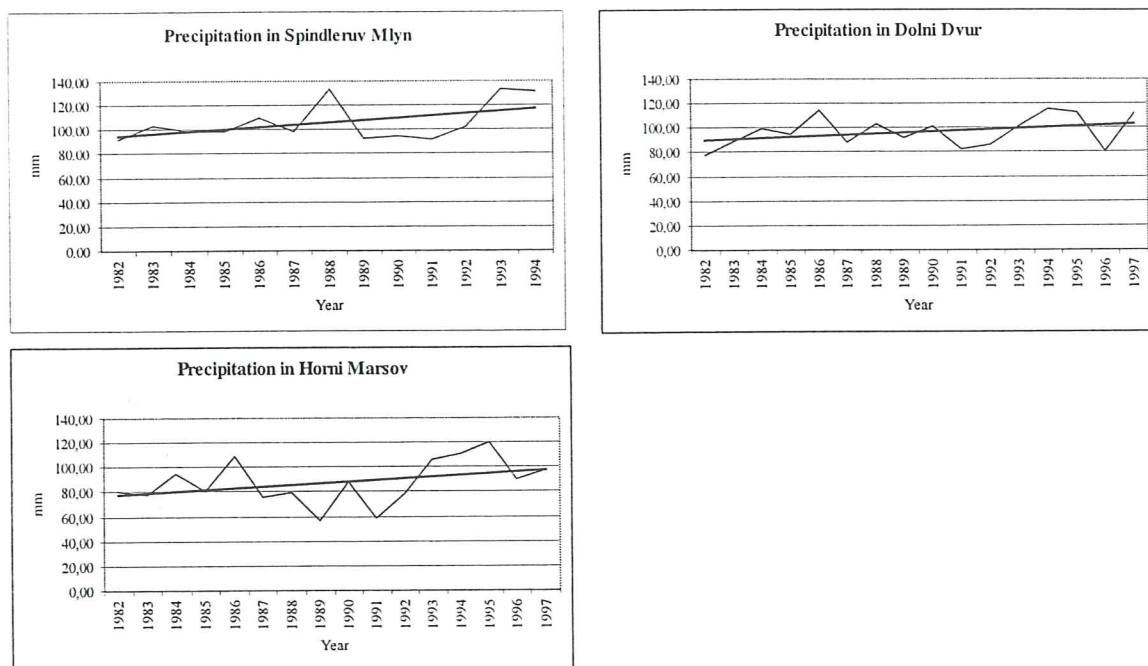 Precipitation in Spindleruv Mlyn
140.00
120.00
100.00
80.00
60.00
40.00
20.00
0.00
mm
1982 1983 1984 1985 1986 1987 1988 1989 1990 1991 1992 1993 1994
Year
Precipitation in Dolni Dvur
140,00
120,00
100,00
80,00
60,00
40,00
20,00
0,00
mm
1982 1983 1984 1985 1986 1987 1988 1989 1990 1991 1992 1993 1994 1995 1996 1997
Year
Precipitation in Horni Marsov
140,00
120,00
100,00
80,00
60,00
40,00
20,00
0,00
mm
1982 1983 1984 1985 1986 1987 1988 1989 1990 1991 1992 1993 1994 1995 1996 1997
Year